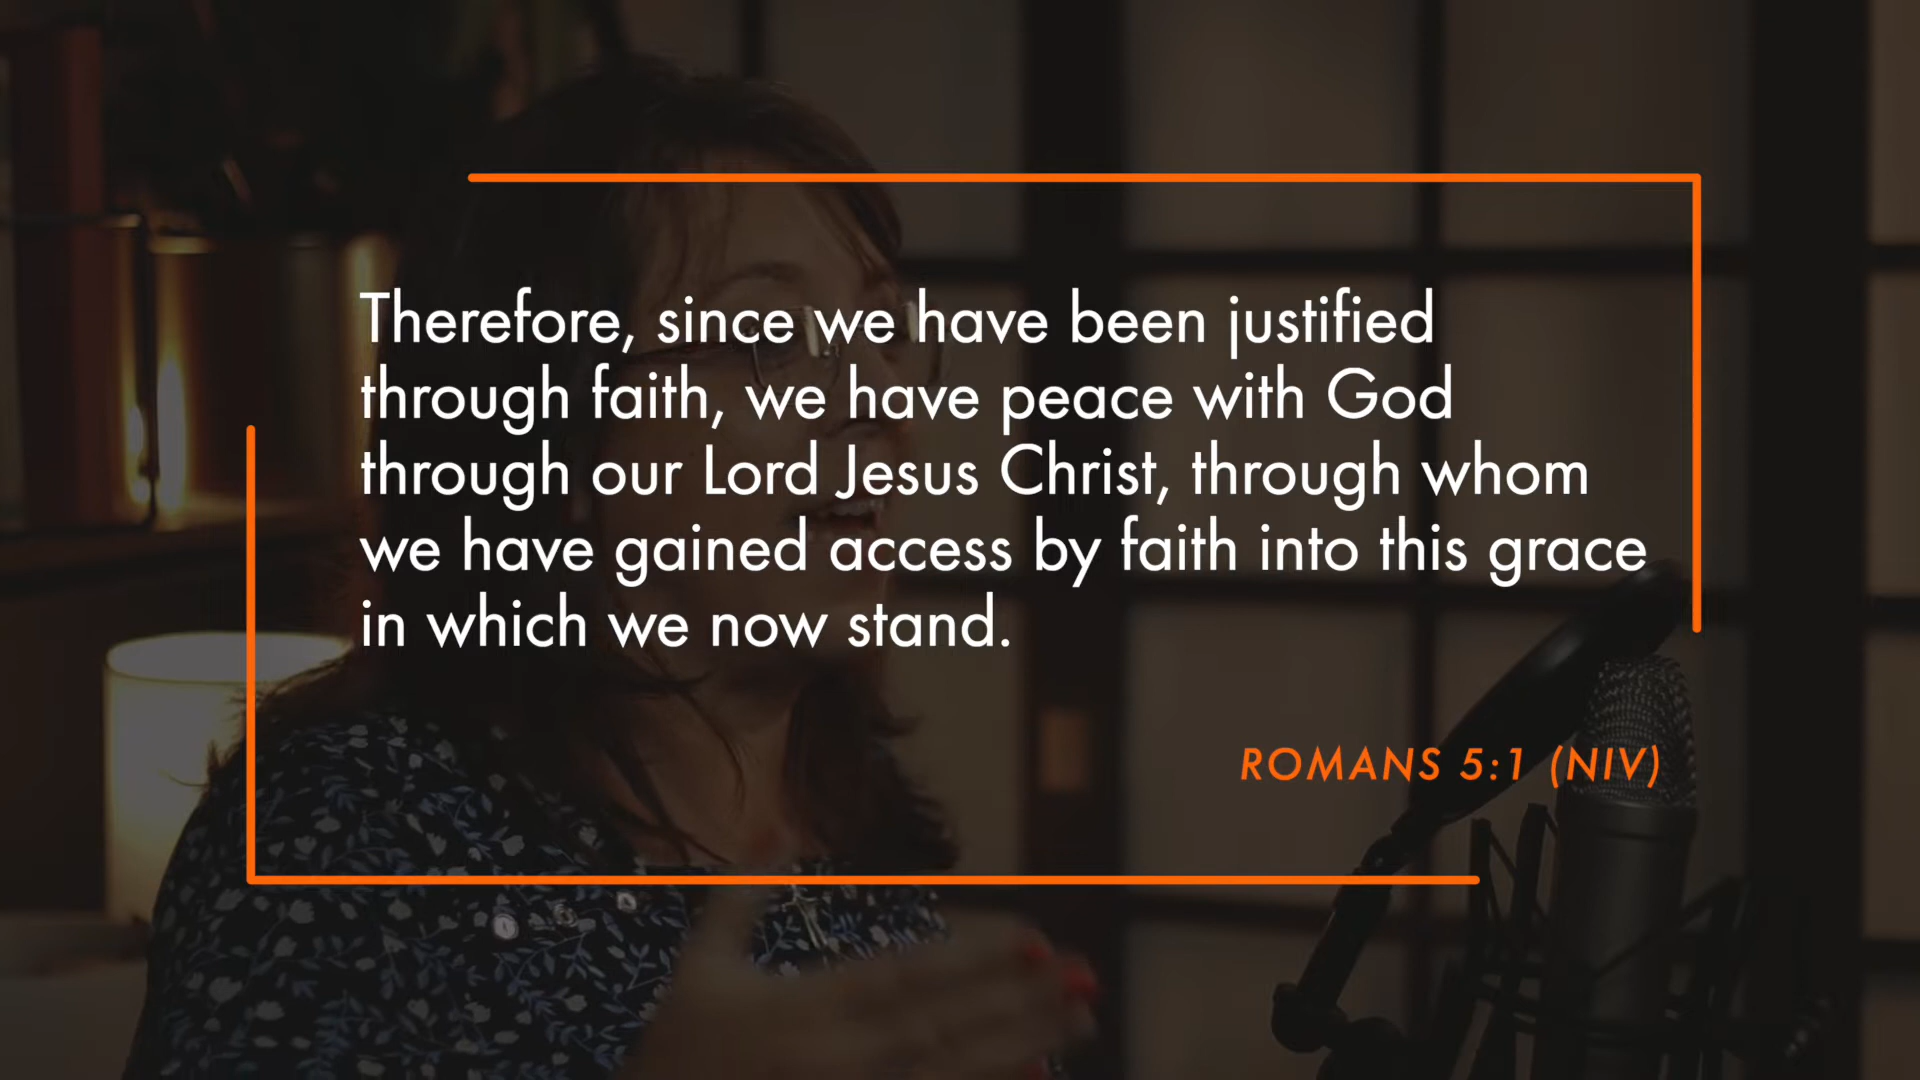 Therefore, since we have been justified
through faith, we have peace with God
through our Lord Jesus Christ, through whom
we have gained access by faith into this grace
in which we now stand.
ROMANS 5:1 (NIV)